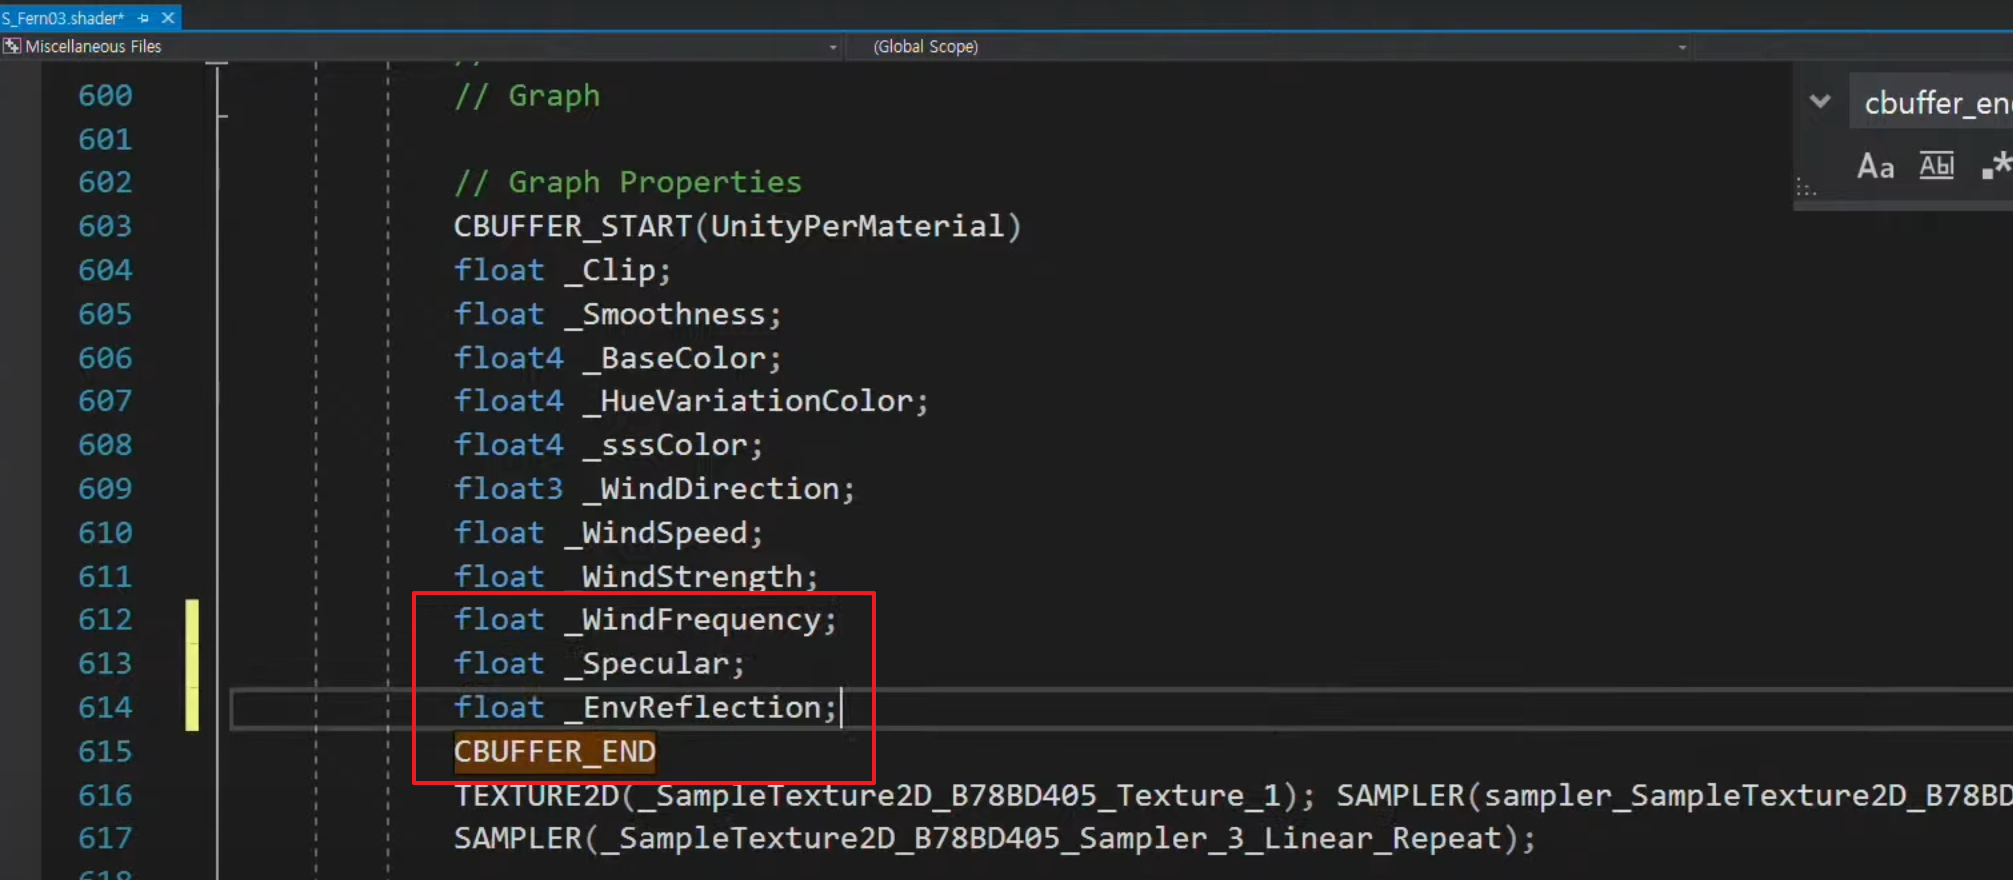 S_Fern03.shader*
Miscellaneous Files
(Global Scope)
cbuffer_en
Aa Abl .*
600 // Graph
601
602 // Graph Properties
603 CBUFFER_START(UnityPerMaterial)
604 float _Clip;
605 float _Smoothness;
606 float4 _BaseColor;
607 float4 _HueVariationColor;
608 float4 _sssColor;
609 float3 _WindDirection;
610 float _WindSpeed;
611 float _WindStrength;
612 float _WindFrequency;
613 float _Specular;
614 float _EnvReflection;
615 CBUFFER_END
616 TEXTURE2D(_SampleTexture2D_B78BD405_Texture_1); SAMPLER(sampler_SampleTexture2D_B78BD
617 SAMPLER(_SampleTexture2D_B78BD405_Sampler_3_Linear_Repeat);